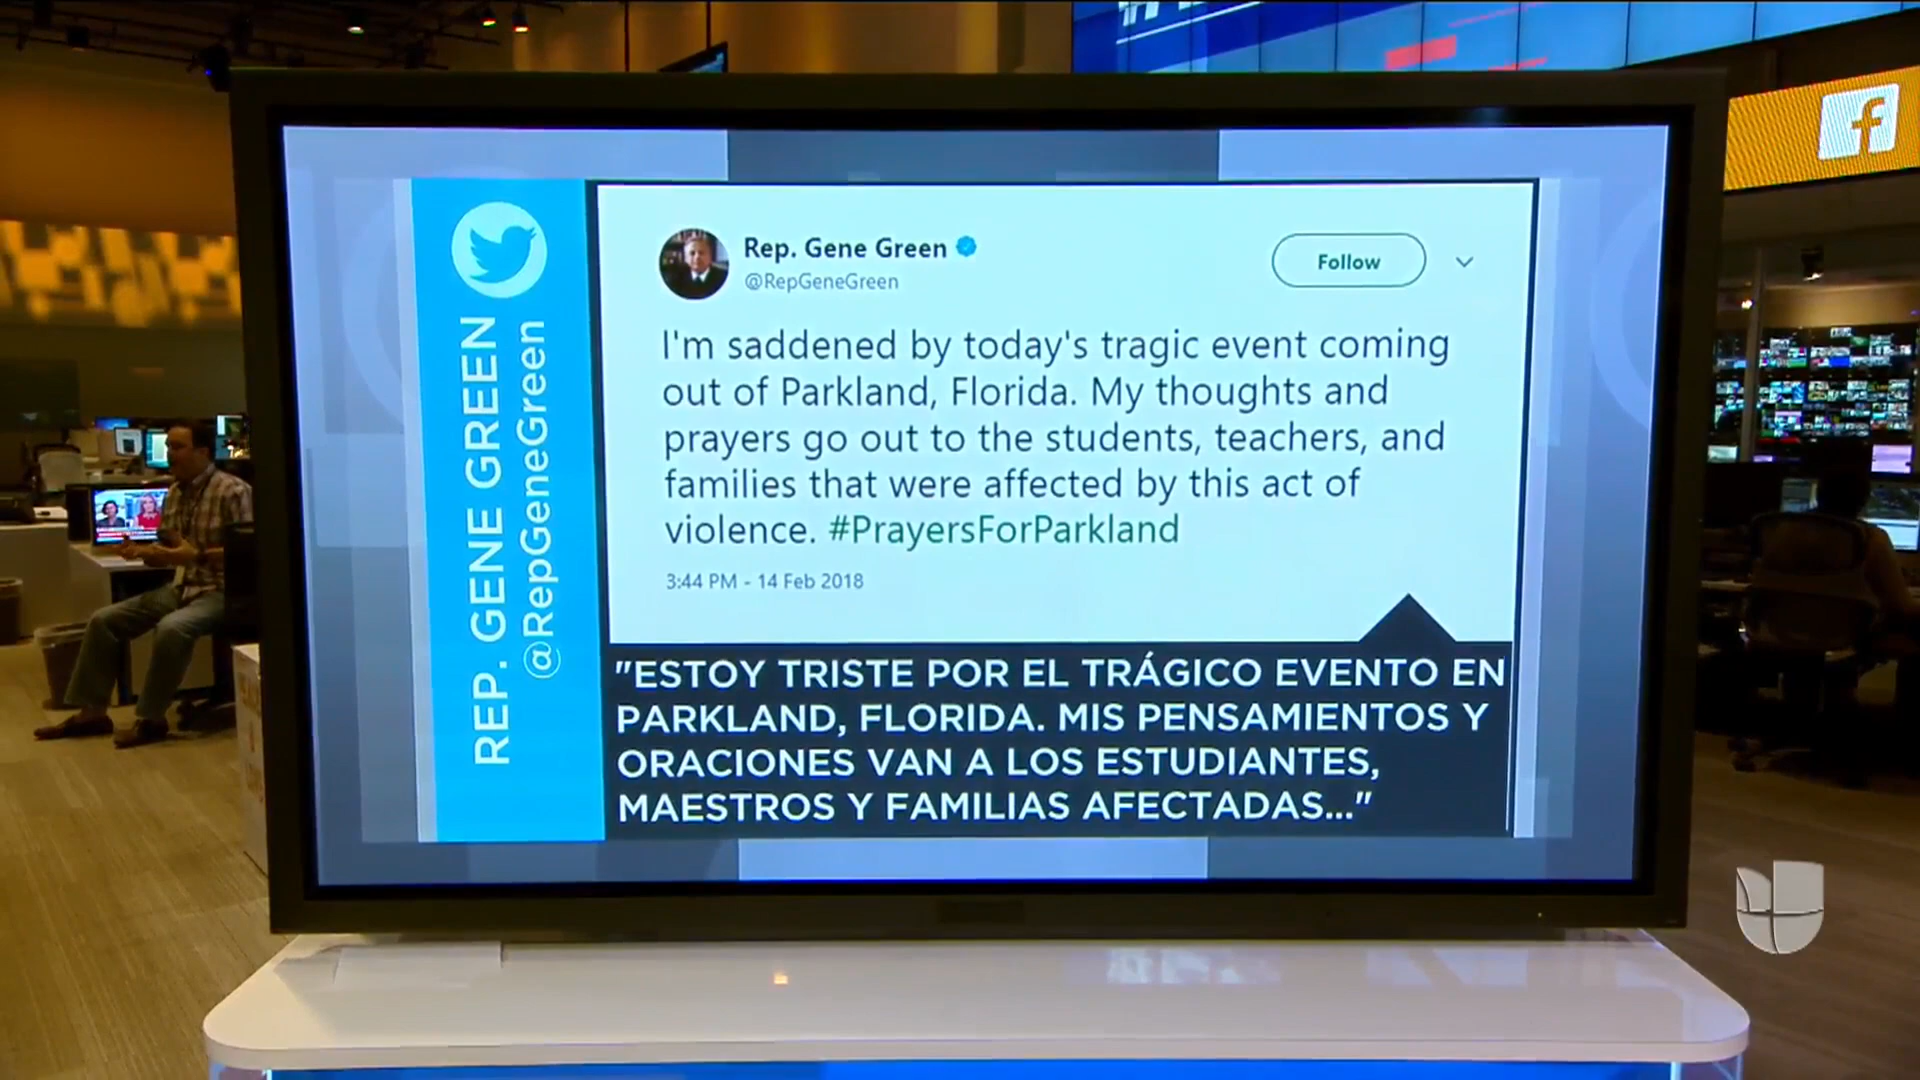 REP. GENE GREEN
@RepGeneGreen
Rep. Gene Green
@RepGeneGreen
Follow
I'm saddened by today's tragic event coming
out of Parkland, Florida. My thoughts and
prayers go out to the students, teachers, and
families that were affected by this act of
violence. #PrayersForParkland
3:44 PM - 14 Feb 2018
"ESTOY TRISTE POR EL TRÁGICO EVENTO EN
PARKLAND, FLORIDA. MIS PENSAMIENTOS Y
ORACIONES VAN A LOS ESTUDIANTES,
MAESTROS Y FAMILIAS AFECTADAS..."
f